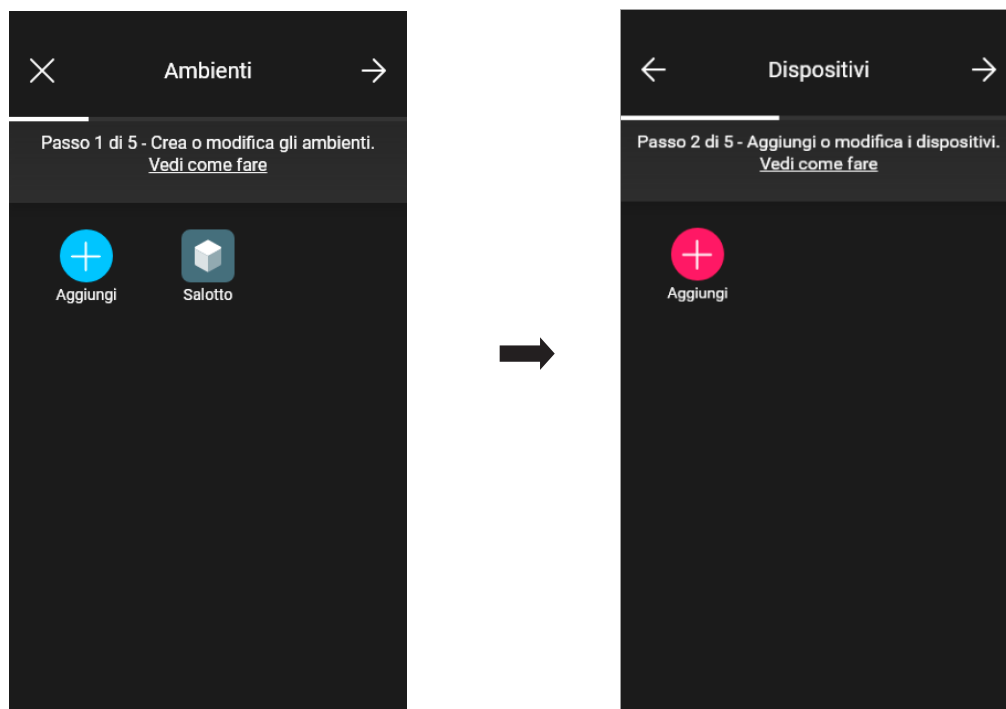 Ambienti
Passo 1 di 5 - Crea o modifica gli ambienti.
Vedi come fare
Aggiungi
Salotto
Dispositivi
Passo 2 di 5 - Aggiungi o modifica i dispositivi.
Vedi come fare
Aggiungi